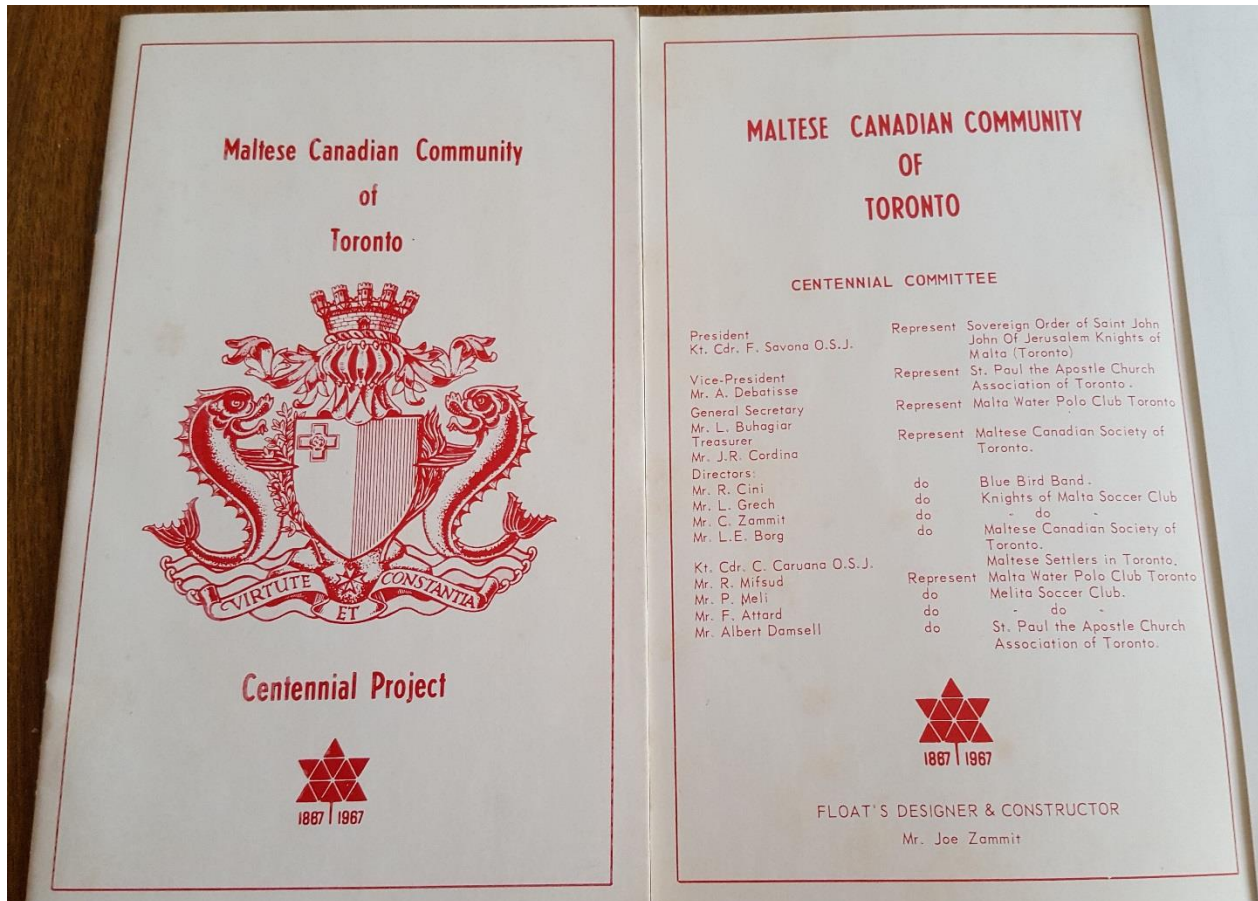 Maltese Canadian Community
of
Toronto
VIRTUTE ET CONSTANTIA
Centennial Project
1867 1967
MALTESE CANADIAN COMMUNITY
OF
TORONTO
CENTENNIAL COMMITTEE
President Represent Sovereign Order of Saint John
Kt. Cdr. F. Savona O.S.J. John Of Jerusalem Knights of
Malta (Toronto)
Vice-President Represent St. Paul the Apostle Church
Mr. A. Debatisse Association of Toronto.
General Secretary Represent Malta Water Polo Club Toronto
Mr. L. Buhagiar
Treasurer Represent Maltese Canadian Society of
Mr. J.R. Cordina Toronto.
Directors:
Mr. R. Cini do Blue Bird Band.
Mr. L. Grech do Knights of Malta Soccer Club
Mr. C. Zammit do - do -
Mr. L.E. Borg do Maltese Canadian Society of
Toronto.
Kt. Cdr. C. Caruana O.S.J. Maltese Settlers in Toronto.
Mr. R. Mifsud Represent Malta Water Polo Club Toronto
Mr. P. Meli do Melita Soccer Club.
Mr. F. Attard do - do -
Mr. Albert Damsell do St. Paul the Apostle Church
Association of Toronto.
1867 1967
FLOAT'S DESIGNER & CONSTRUCTOR
Mr. Joe Zammit